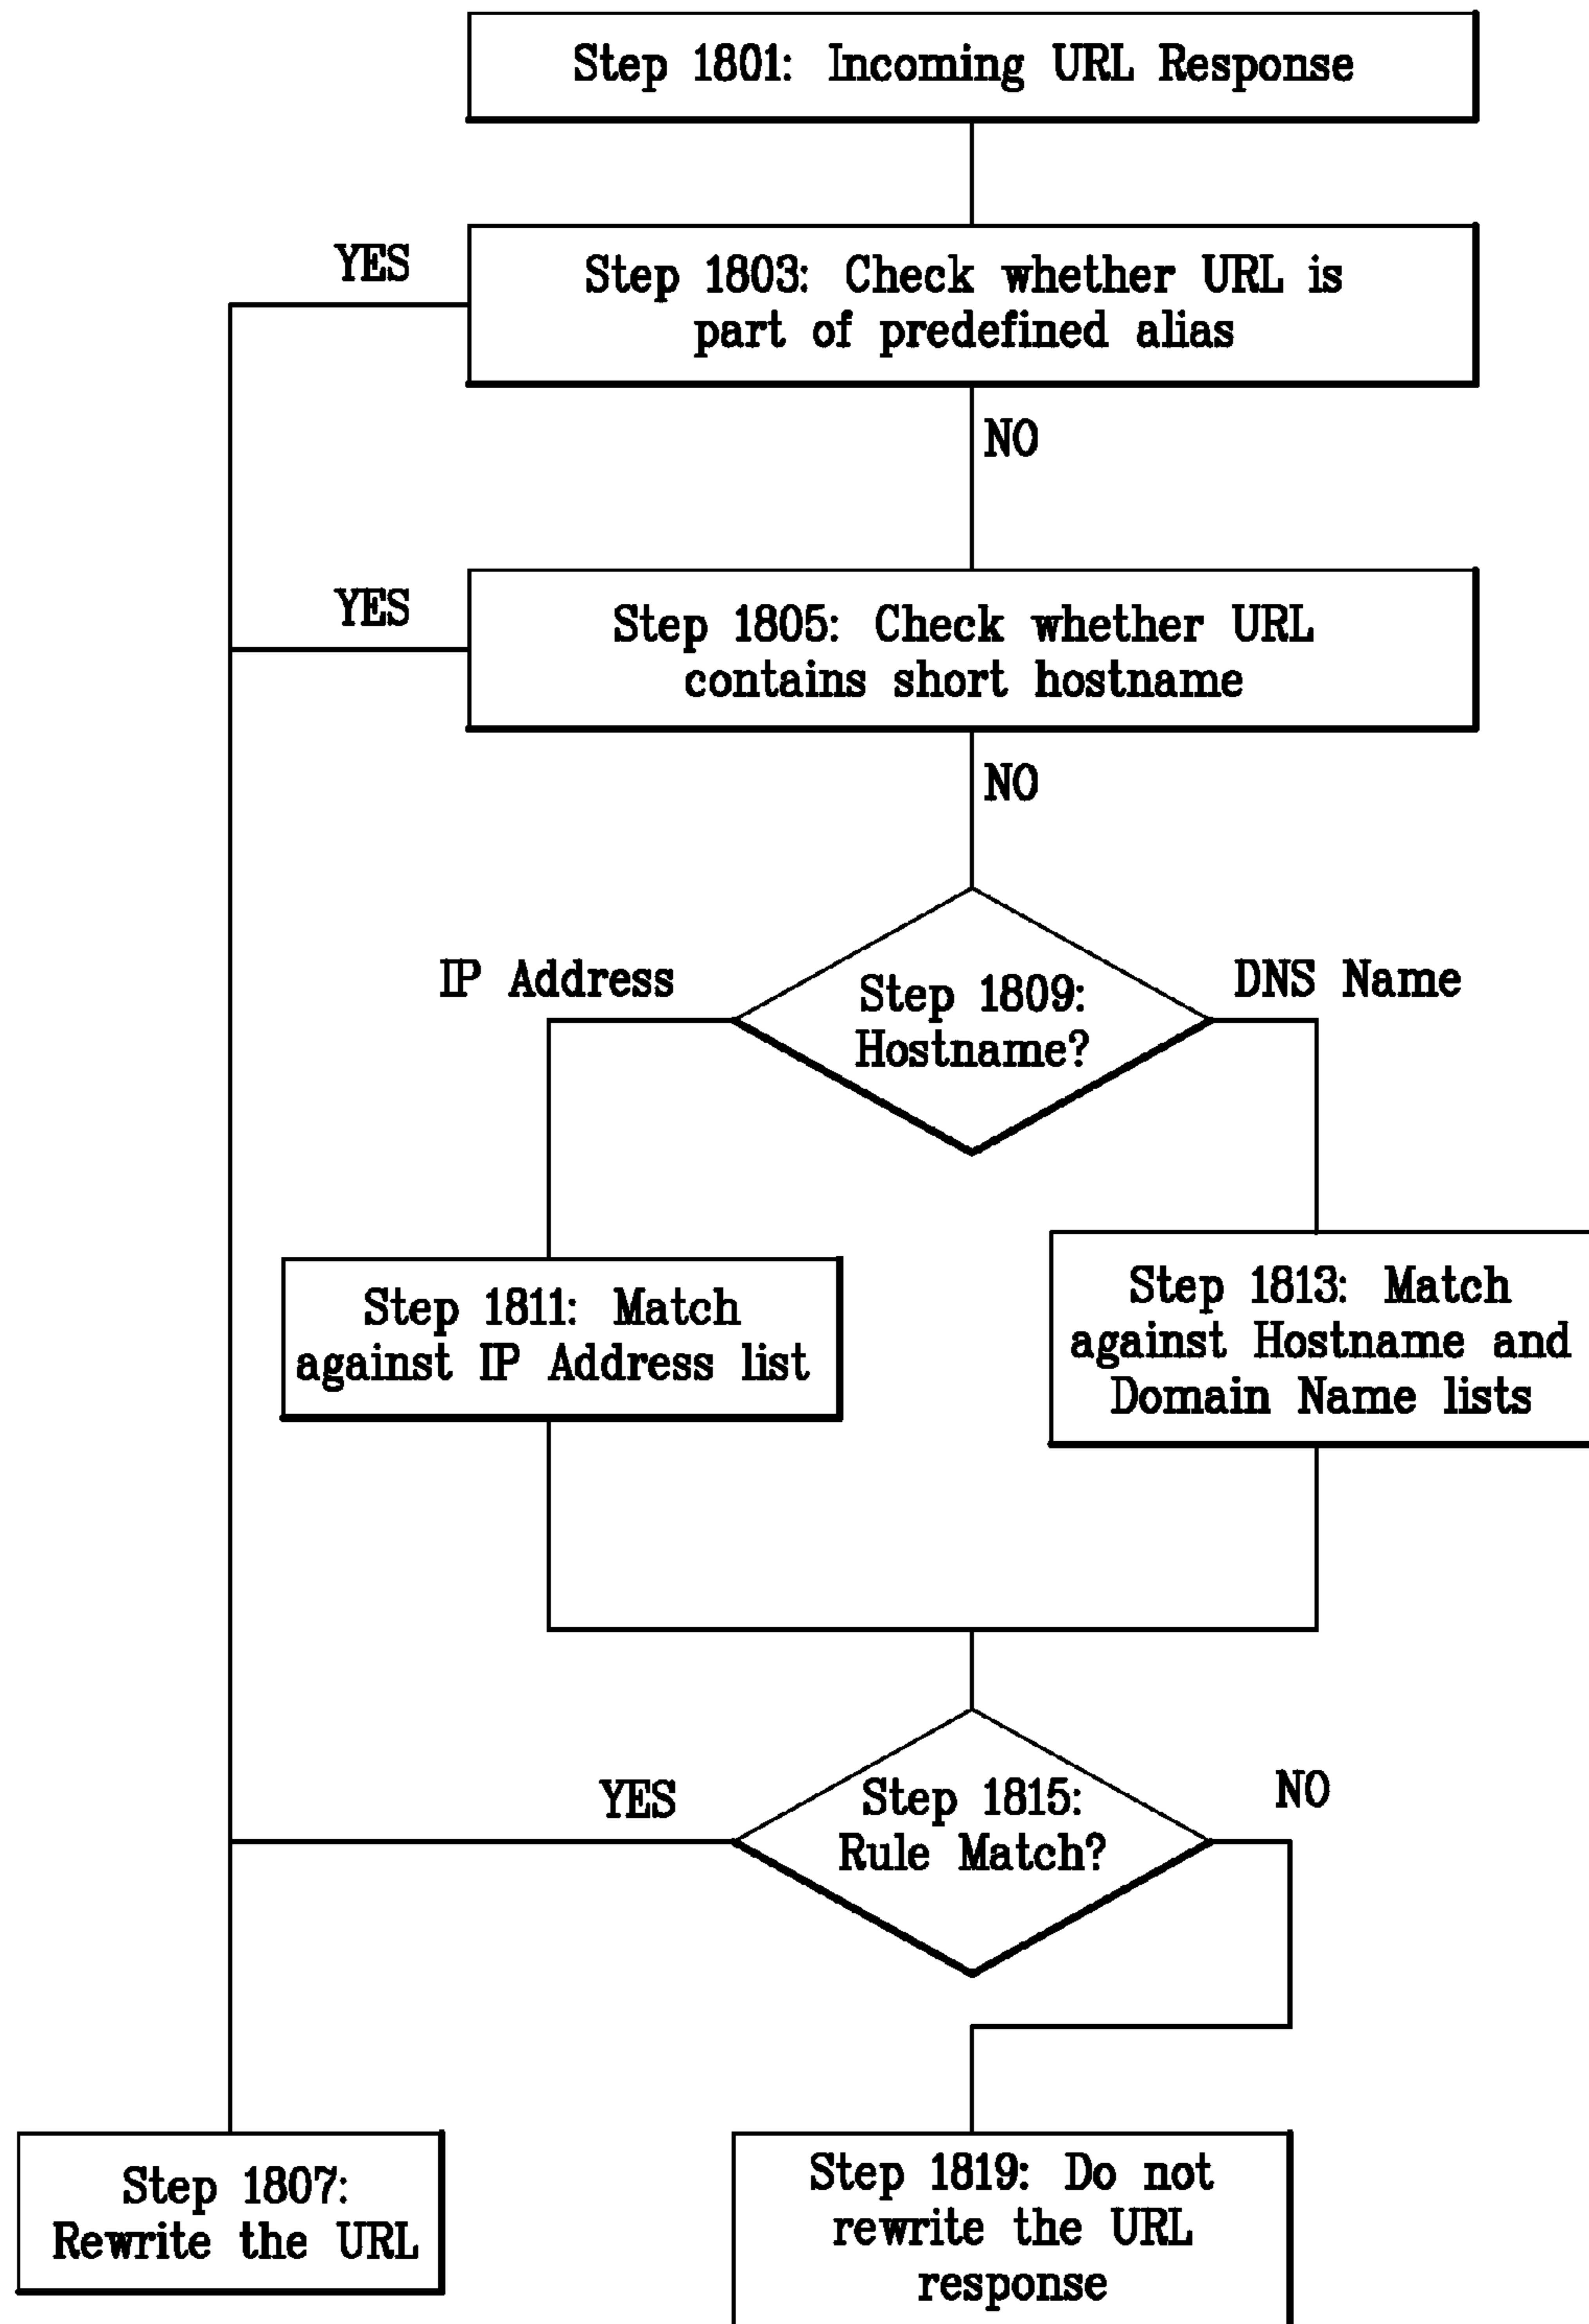 Step 1801: Incoming URL Response
YES
Step 1803: Check whether URL is
part of predefined alias
NO
YES
Step 1805: Check whether URL
contains short hostname
NO
IP Address
Step 1809:
Hostname?
DNS Name
Step 1811: Match
against IP Address list
Step 1813: Match
against Hostname and
Domain Name lists
YES
Step 1815:
Rule Match?
NO
Step 1807:
Rewrite the URL
Step 1819: Do not
rewrite the URL
response